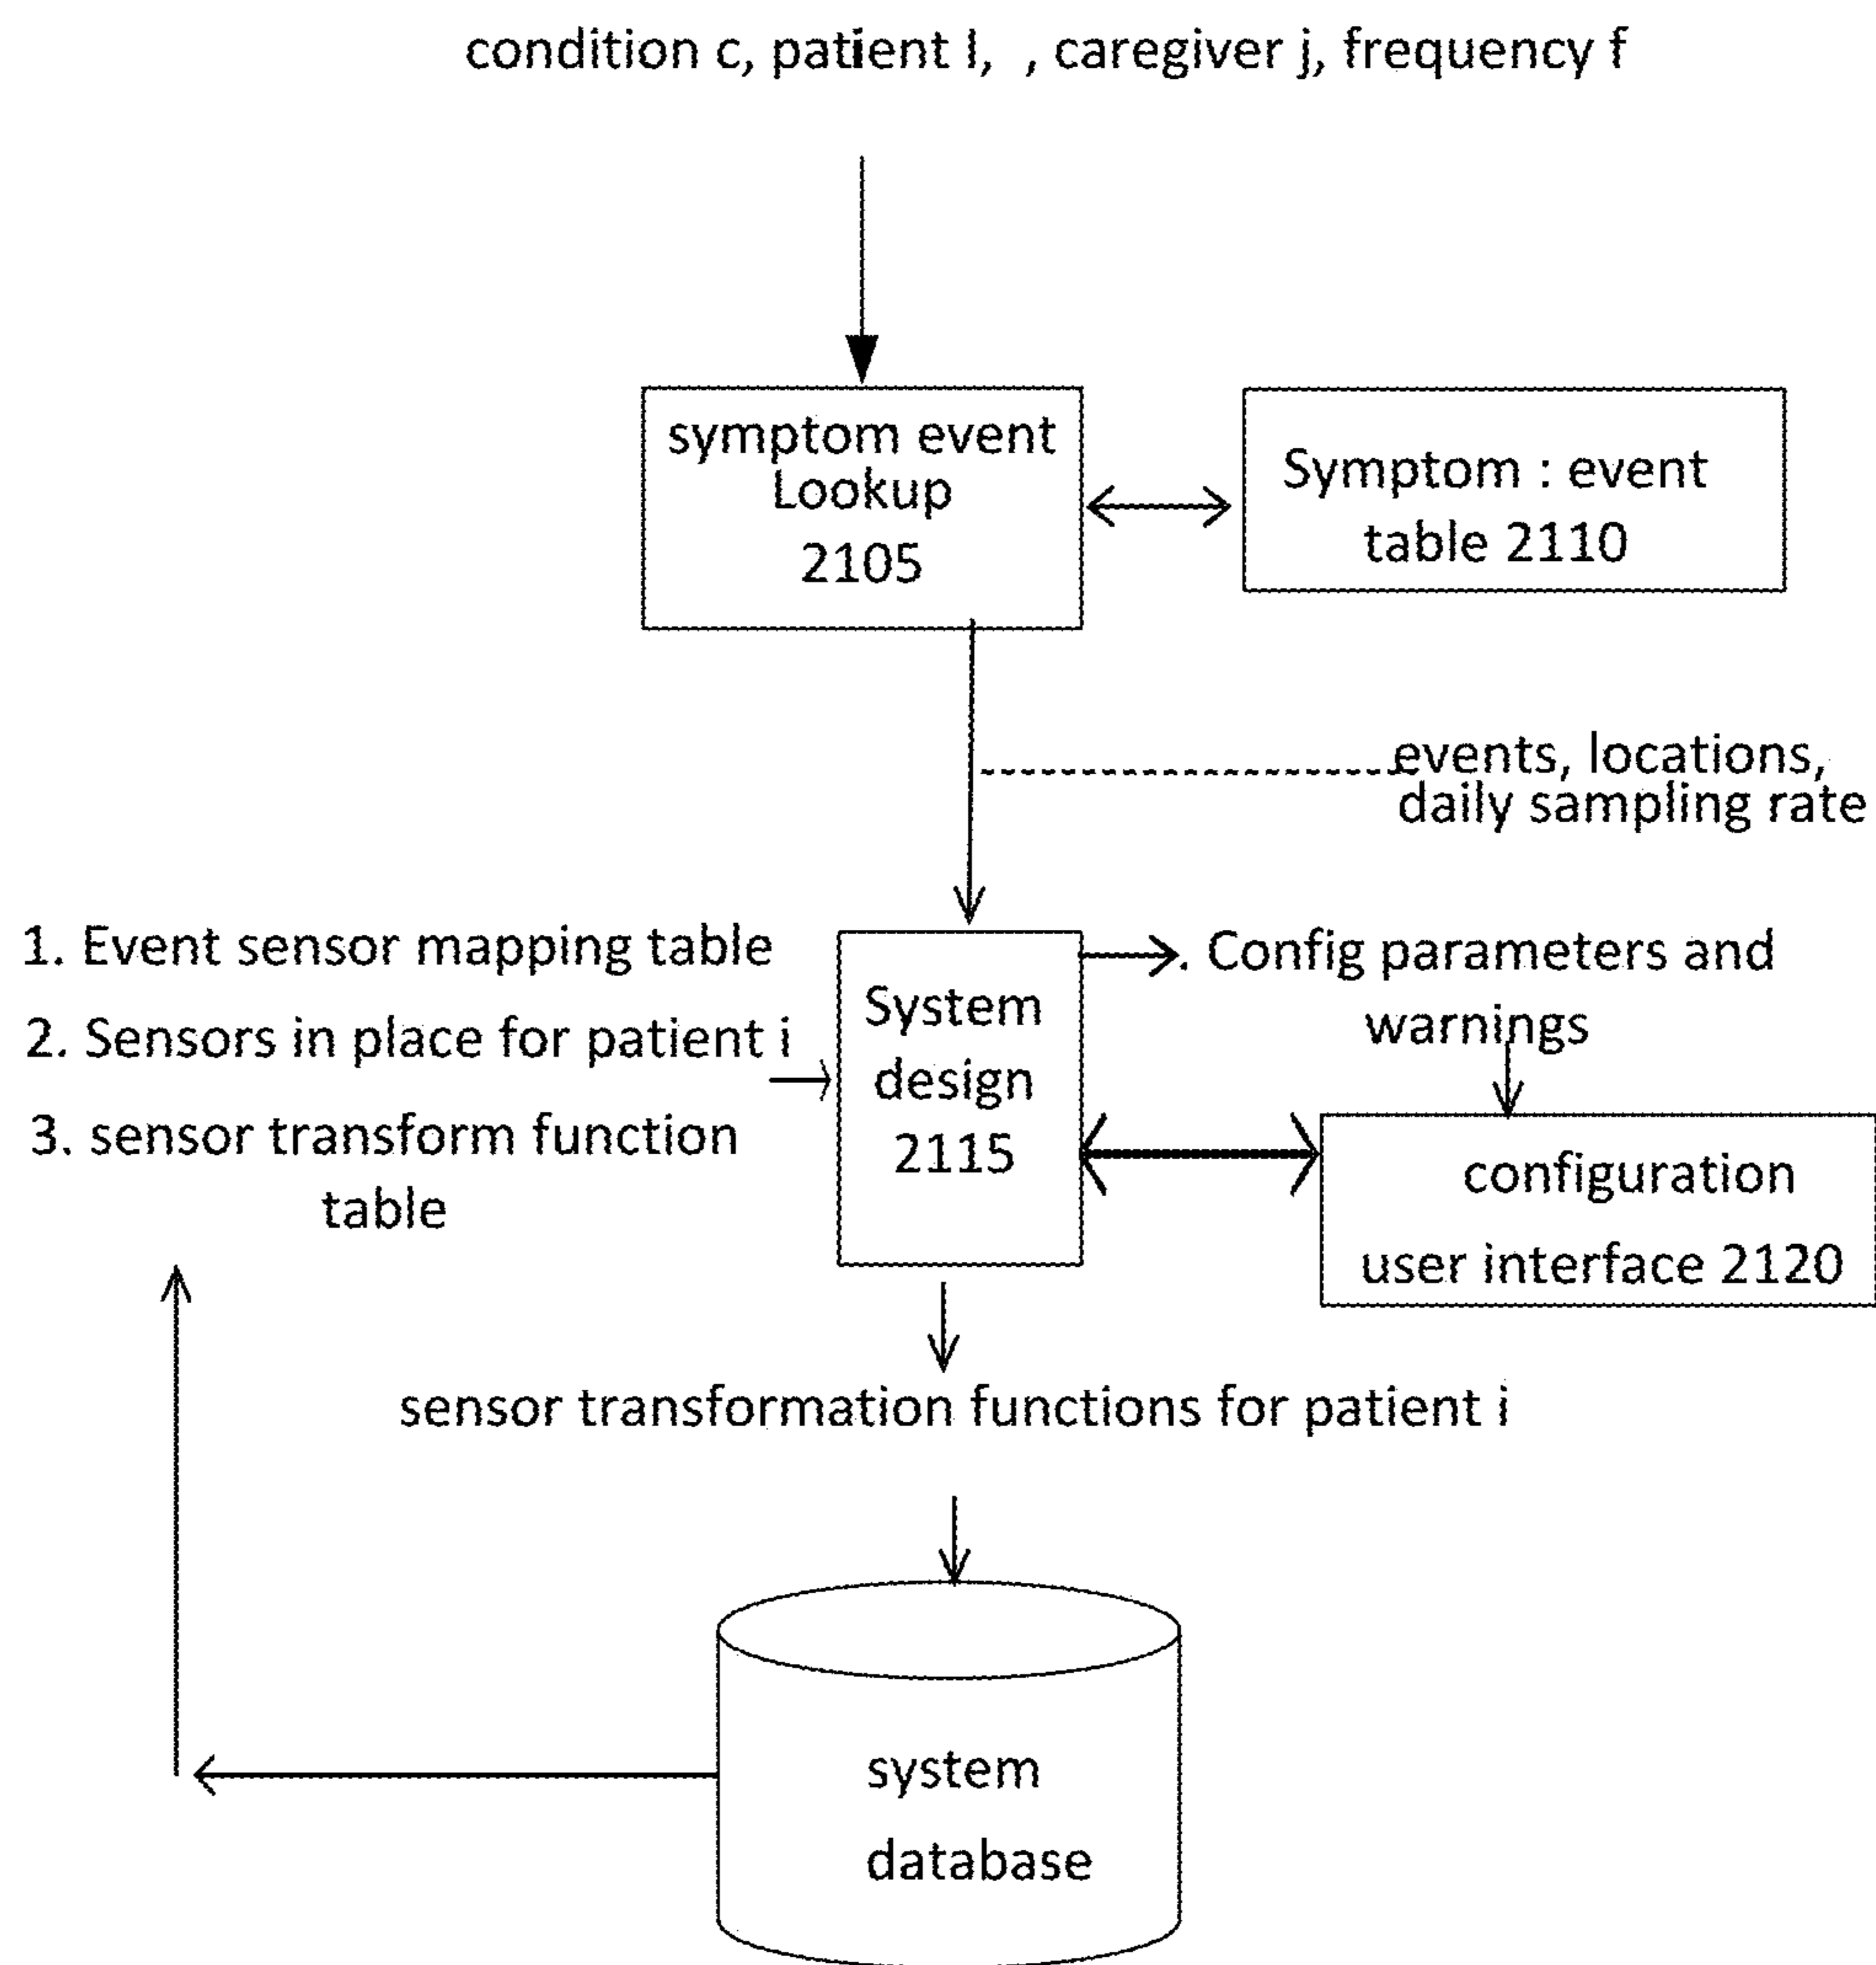 condition c, patient I,  , caregiver j, frequency f
symptom event
Lookup
2105
Symptom : event
table 2110
events, locations,
daily sampling rate
1. Event sensor mapping table
2. Sensors in place for patient i
3. sensor transform function
table
System
design
2115
. Config parameters and
warnings
configuration
user interface 2120
sensor transformation functions for patient i
system
database